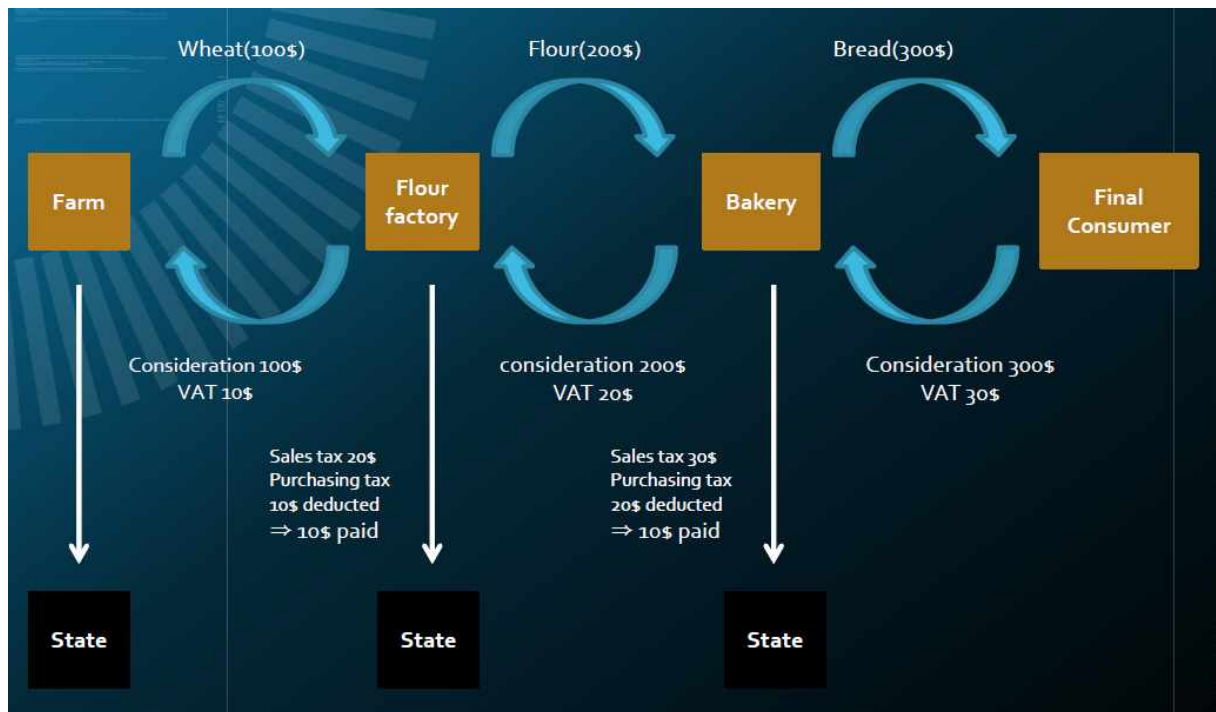 Wheat(100$)
Flour(200$)
Bread(300$)
Farm
Flour
factory
Bakery
Final
Consumer
Consideration 100$
VAT 10$
consideration 200$
VAT 20$
Consideration 300$
VAT 30$
Sales tax 20$
Purchasing tax
10$ deducted
⇒ 10$ paid
Sales tax 30$
Purchasing tax
20$ deducted
⇒ 10$ paid
State
State
State